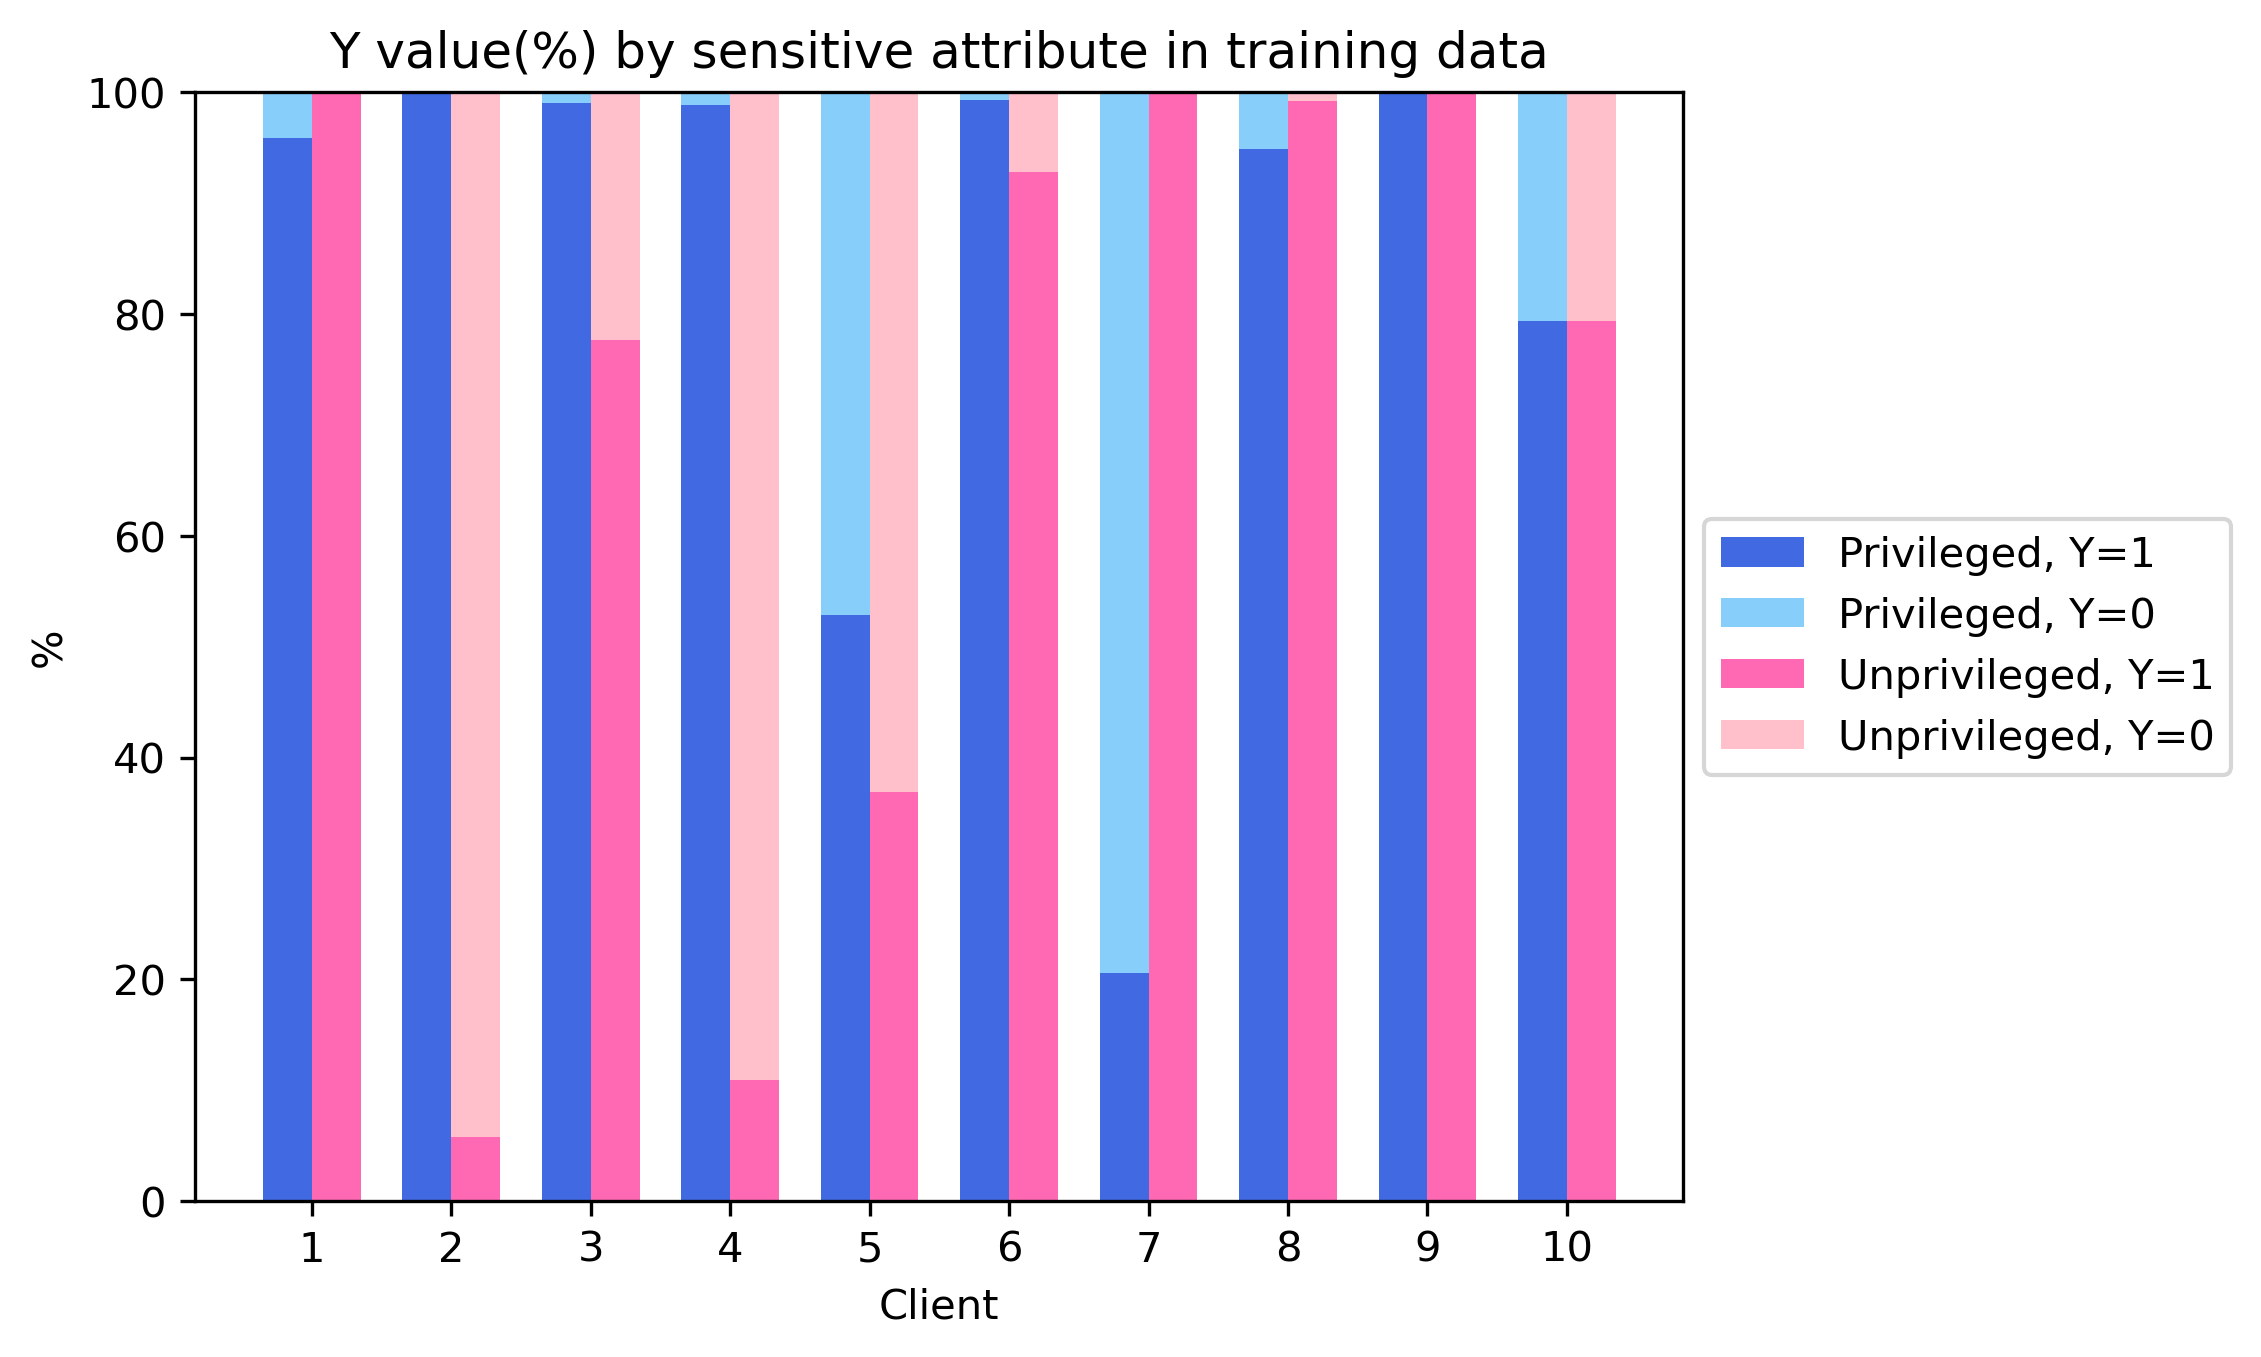 Y value(%) by sensitive attribute in training data
100
80
60
40
20
0
%
1 2 3 4 5 6 7 8 9 10
Client
Privileged, Y=1
Privileged, Y=0
Unprivileged, Y=1
Unprivileged, Y=0